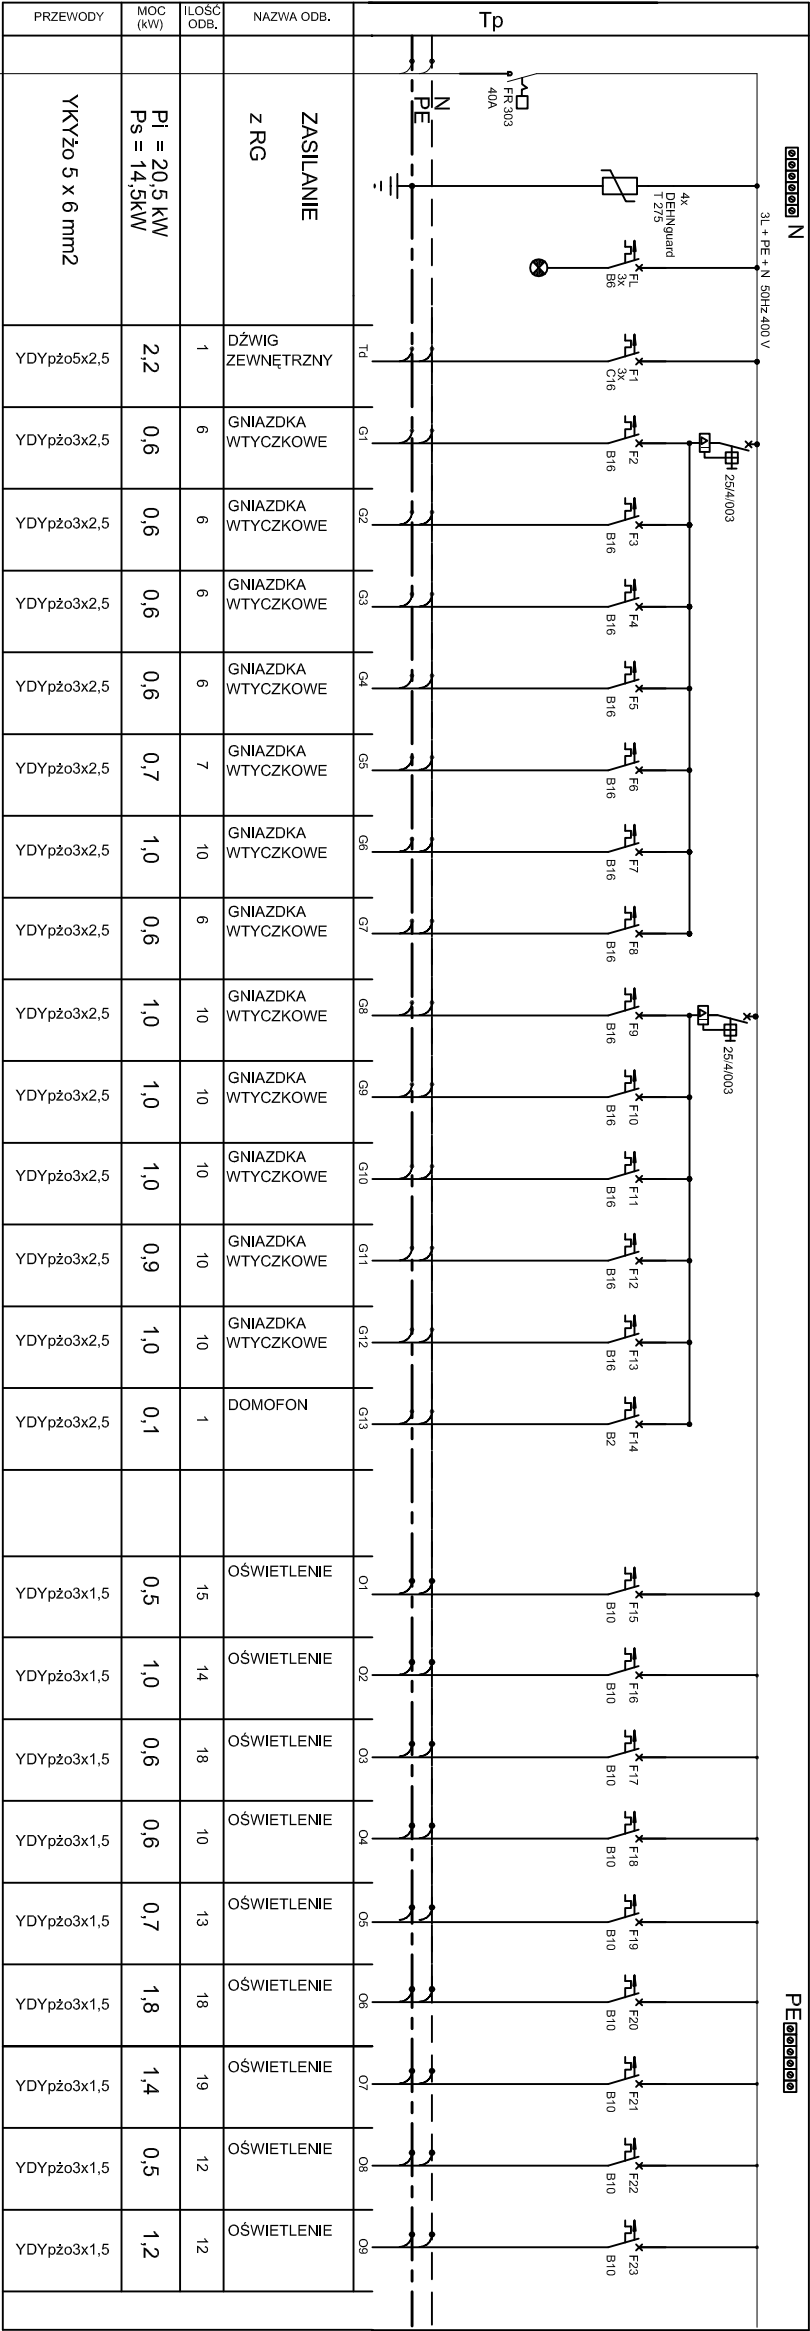 PRZEWODY
MOC
(kW)
ILOŚĆ
ODB.
NAZWA ODB.
Tp
YKYżo 5 x 6 mm2
Pi = 20,5 kW
Ps = 14,5kW
ZASILANIE
z RG
N
PE
FR 303
40A
4x
DEHNguard
T 275
FL
3x
B6
N
3L + PE + N 50Hz 400 V
YDYpżo5x2,5
2,2
1
DŹWIG
ZEWNĘTRZNY
Td
F1
3x
C16
YDYpżo3x2,5
0,6
6
GNIAZDKA
WTYCZKOWE
G1
F2
B16
25/4/003
YDYpżo3x2,5
0,6
6
GNIAZDKA
WTYCZKOWE
G2
F3
B16
YDYpżo3x2,5
0,6
6
GNIAZDKA
WTYCZKOWE
G3
F4
B16
YDYpżo3x2,5
0,6
6
GNIAZDKA
WTYCZKOWE
G4
F5
B16
YDYpżo3x2,5
0,7
7
GNIAZDKA
WTYCZKOWE
G5
F6
B16
YDYpżo3x2,5
1,0
10
GNIAZDKA
WTYCZKOWE
G6
F7
B16
YDYpżo3x2,5
0,6
6
GNIAZDKA
WTYCZKOWE
G7
F8
B16
YDYpżo3x2,5
1,0
10
GNIAZDKA
WTYCZKOWE
G8
F9
B16
25/4/003
YDYpżo3x2,5
1,0
10
GNIAZDKA
WTYCZKOWE
G9
F10
B16
YDYpżo3x2,5
1,0
10
GNIAZDKA
WTYCZKOWE
G10
F11
B16
YDYpżo3x2,5
0,9
10
GNIAZDKA
WTYCZKOWE
G11
F12
B16
YDYpżo3x2,5
1,0
10
GNIAZDKA
WTYCZKOWE
G12
F13
B16
YDYpżo3x2,5
0,1
1
DOMOFON
G13
F14
B2
YDYpżo3x1,5
0,5
15
OŚWIETLENIE
O1
F15
B10
YDYpżo3x1,5
1,0
14
OŚWIETLENIE
O2
F16
B10
YDYpżo3x1,5
0,6
18
OŚWIETLENIE
O3
F17
B10
YDYpżo3x1,5
0,6
10
OŚWIETLENIE
O4
F18
B10
YDYpżo3x1,5
0,7
13
OŚWIETLENIE
O5
F19
B10
YDYpżo3x1,5
1,8
18
OŚWIETLENIE
O6
F20
B10
PE
YDYpżo3x1,5
1,4
19
OŚWIETLENIE
O7
F21
B10
YDYpżo3x1,5
0,5
12
OŚWIETLENIE
O8
F22
B10
YDYpżo3x1,5
1,2
12
OŚWIETLENIE
O9
F23
B10